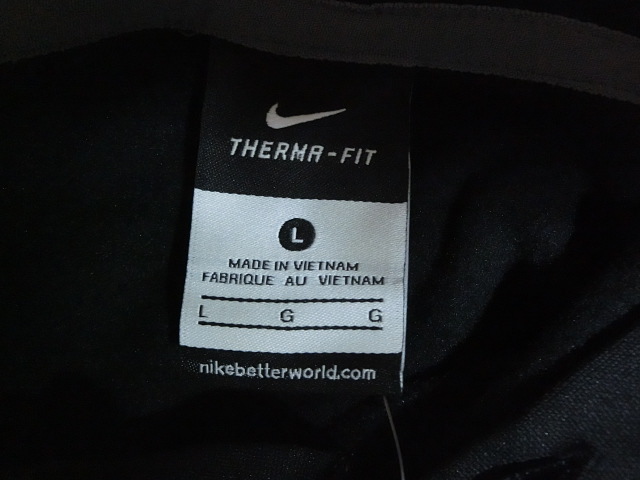 THERMA-FIT
L
MADE IN VIETNAM
FABRIQUE AU VIETNAM
L G G
nikebetterworld.com